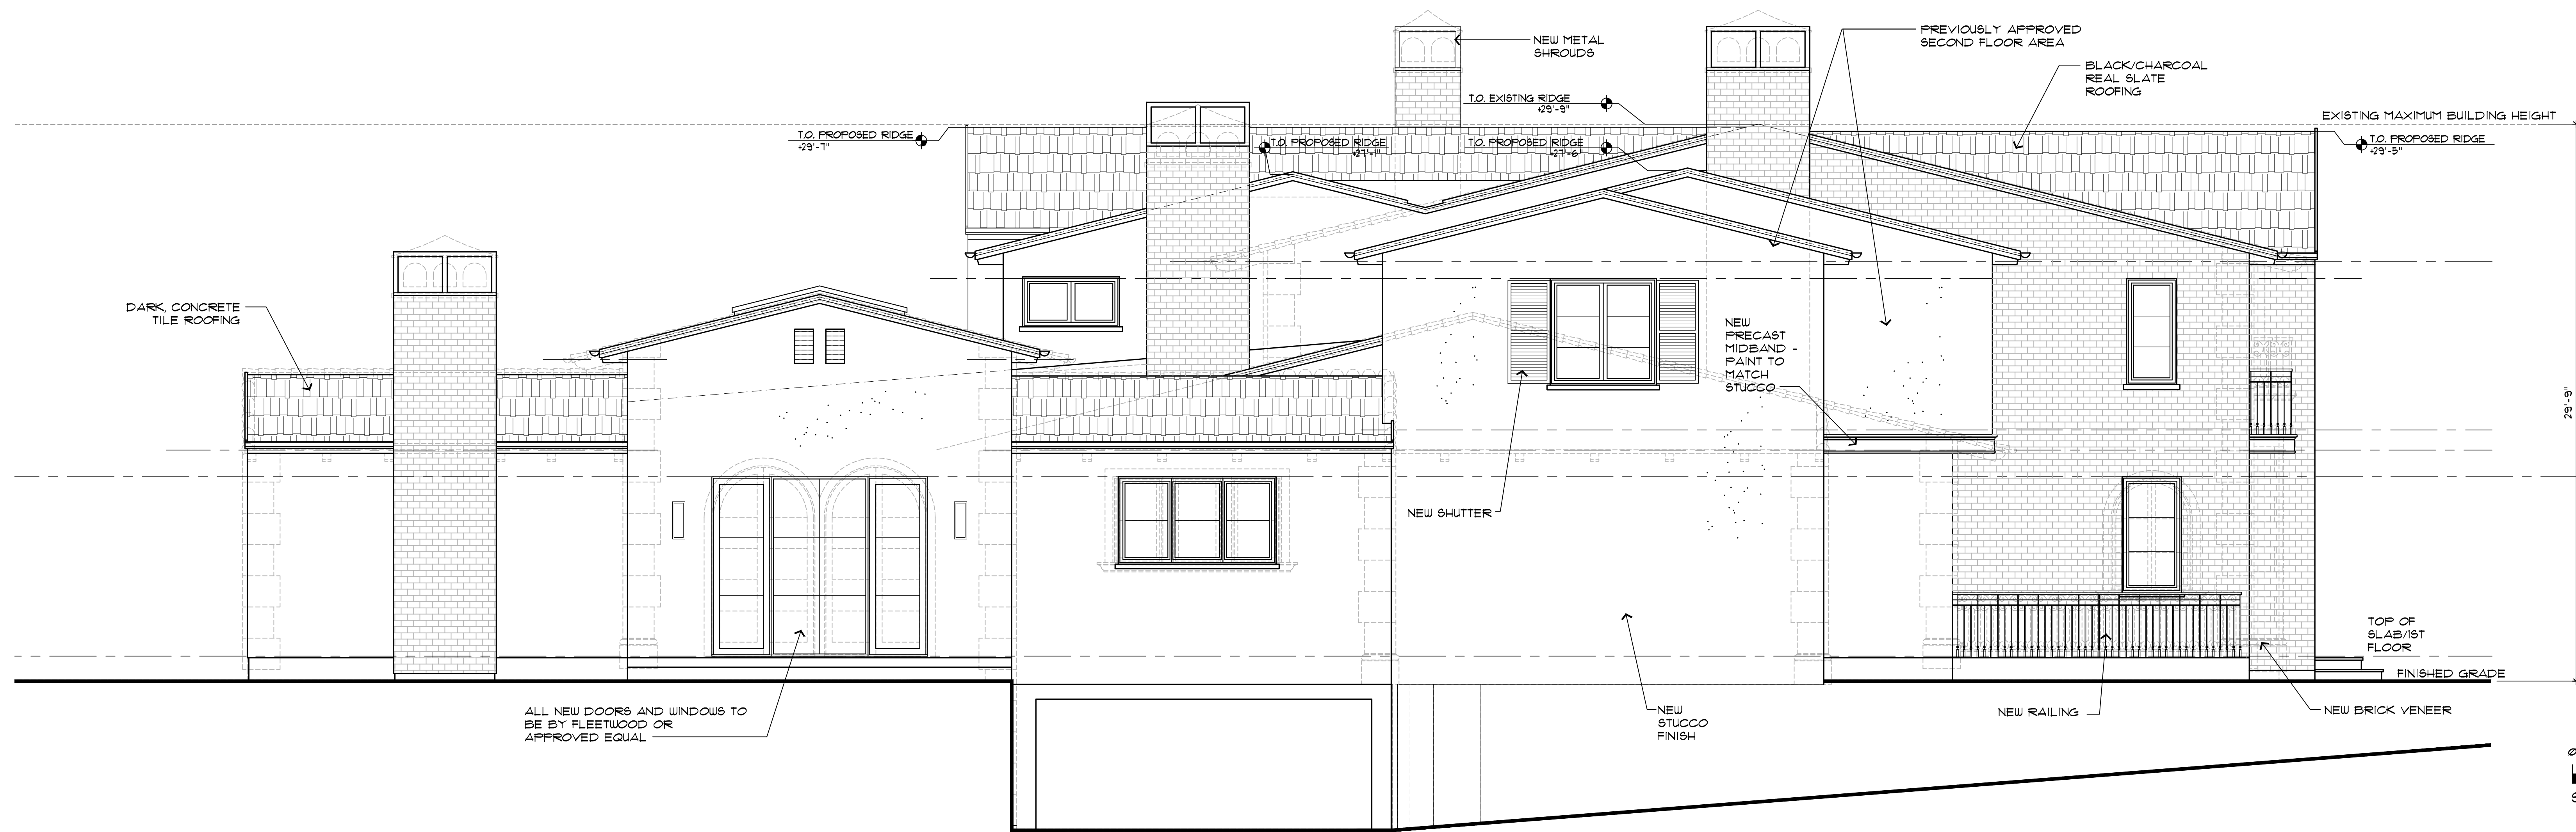 NEW METAL
SHROUDS
PREVIOUSLY APPROVED
SECOND FLOOR AREA
BLACK/CHARCOAL
REAL SLATE
ROOFING
T.O. EXISTING RIDGE
+29'-9"
EXISTING MAXIMUM BUILDING HEIGHT
T.O. PROPOSED RIDGE
+29'-7"
T.O. PROPOSED RIDGE
+27'-1"
T.O. PROPOSED RIDGE
+27'-6"
T.O. PROPOSED RIDGE
+29'-5"
DARK, CONCRETE
TILE ROOFING
NEW
PRECAST
MIDBAND -
PAINT TO
MATCH
STUCCO
29'-9"
NEW SHUTTER
TOP OF
SLAB/1ST
FLOOR
FINISHED GRADE
ALL NEW DOORS AND WINDOWS TO
BE BY FLEETWOOD OR
APPROVED EQUAL
NEW
STUCCO
FINISH
NEW RAILING
NEW BRICK VENEER